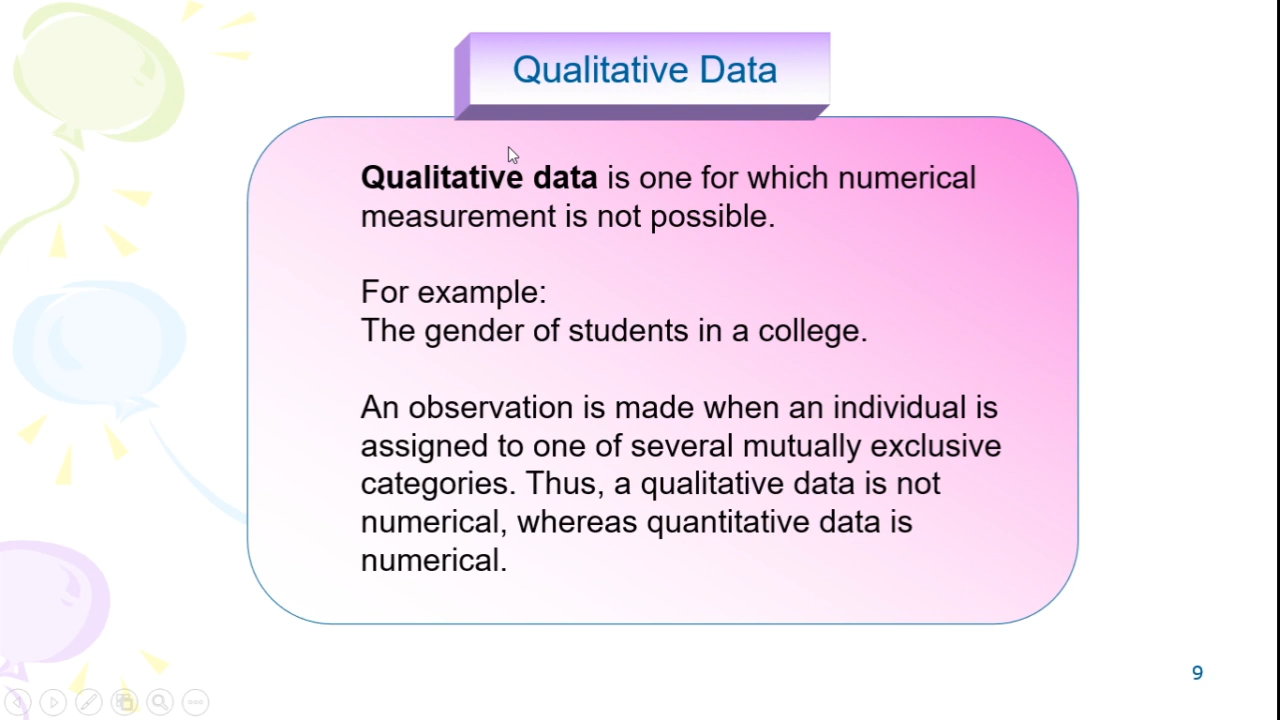 Qualitative Data
Qualitative data is one for which numerical
measurement is not possible.
For example:
The gender of students in a college.
An observation is made when an individual is
assigned to one of several mutually exclusive
categories. Thus, a qualitative data is not
numerical, whereas quantitative data is
numerical.
9